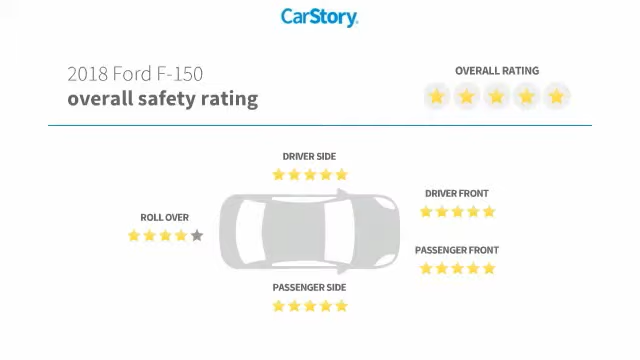 CarStory
2018 Ford F-150
overall safety rating
OVERALL RATING
DRIVER SIDE
DRIVER FRONT
ROLL OVER
PASSENGER FRONT
PASSENGER SIDE